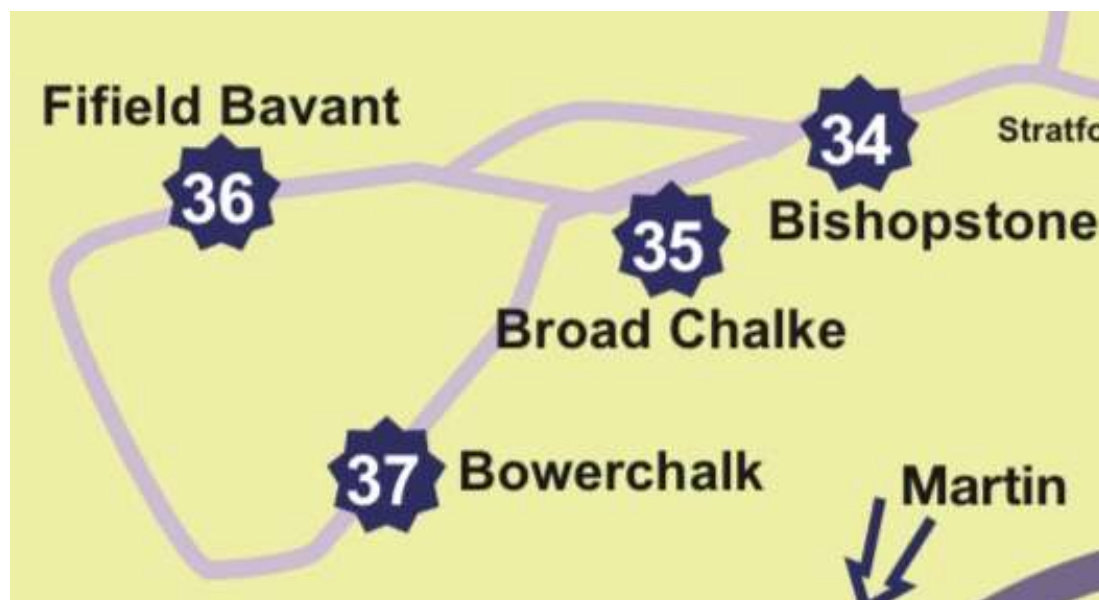 Fifield Bavant
36
34
Stratfo
Bishopstone
35
Broad Chalke
37
Bowerchalk
Martin